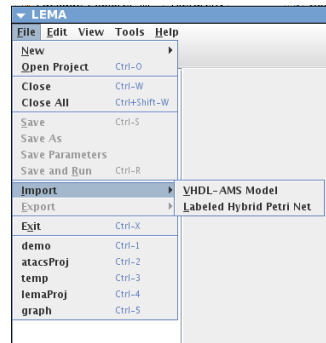 LEMA
File Edit View Tools Help
New
Open Project Ctrl-O
Close Ctrl-W
Close All Ctrl+Shift-W
Save Ctrl-S
Save As
Save Parameters
Save and Run Ctrl-R
Import VHDL-AMS Model
Export Labeled Hybrid Petri Net
Exit Ctrl-X
demo Ctrl-1
atacsProj Ctrl-2
temp Ctrl-3
lemaProj Ctrl-4
graph Ctrl-5